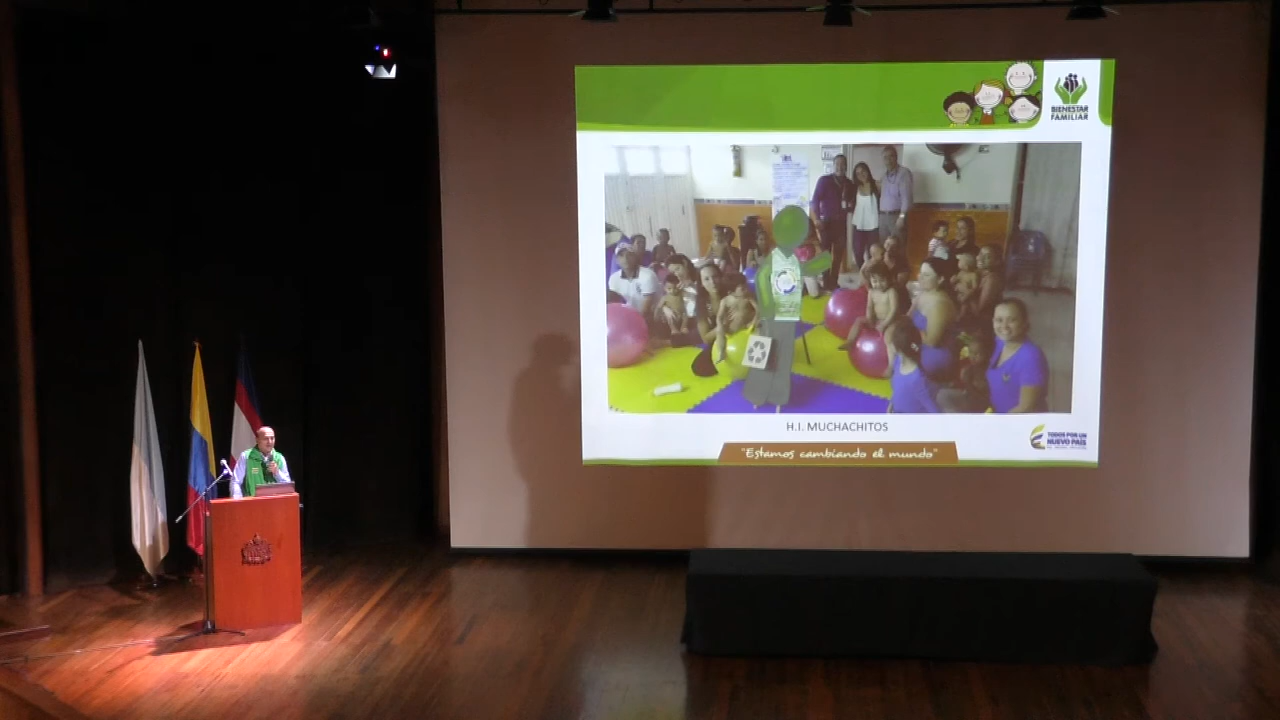 BIENESTAR
FAMILIAR
H.I. MUCHACHITOS
TODOS POR UN
NUEVO PAÍS
"Estamos cambiando el mundo"